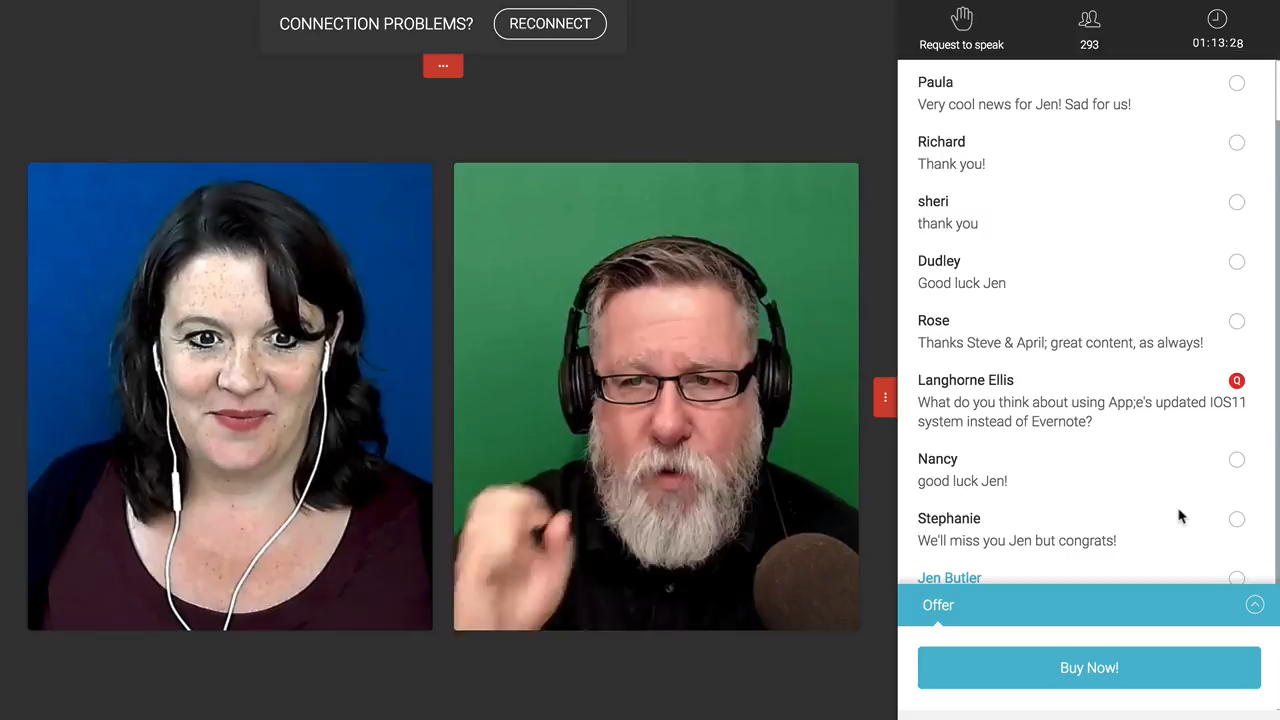 CONNECTION PROBLEMS?
RECONNECT
Request to speak
293
01:13:28
Paula
Very cool news for Jen! Sad for us!
Richard
Thank you!
sheri
thank you
Dudley
Good luck Jen
Rose
Thanks Steve & April; great content, as always!
Langhorne Ellis
Q
What do you think about using App;e's updated IOS11
system instead of Evernote?
Nancy
good luck Jen!
Stephanie
We'll miss you Jen but congrats!
Jen Butler
Offer
Buy Now!